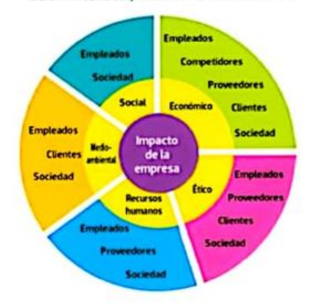 Impacto
de la
empresa
Económico
Empleados
Competidores
Proveedores
Clientes
Sociedad
Ético
Empleados
Proveedores
Clientes
Sociedad
Recursos
humanos
Empleados
Proveedores
Sociedad
Medo-
ambiental
Empleados
Clientes
Sociedad
Social
Empleados
Sociedad